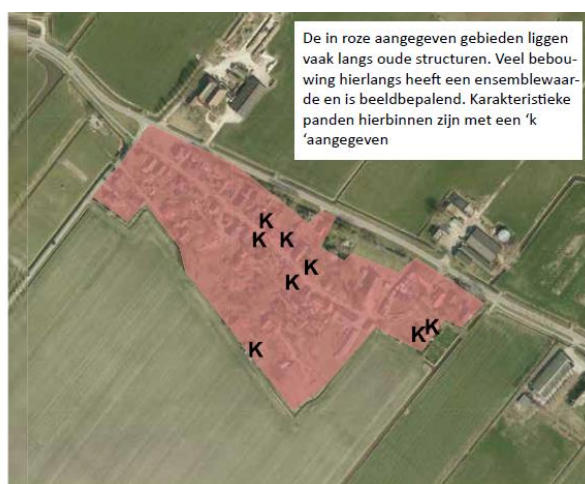 De in roze aangegeven gebieden liggen
vaak langs oude structuren. Veel bebou-
wing hierlangs heeft een ensemblewaar-
de en is beeldbepalend. Karakteristieke
panden hierbinnen zijn met een ‘k
‘aangegeven
K
K K
K
K
K K
K